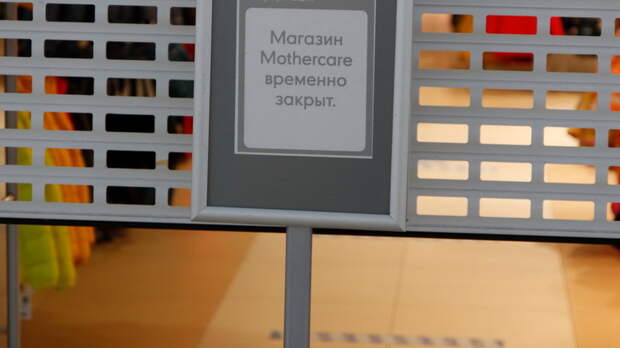 Магазин
Mothercare
временно
закрыт.